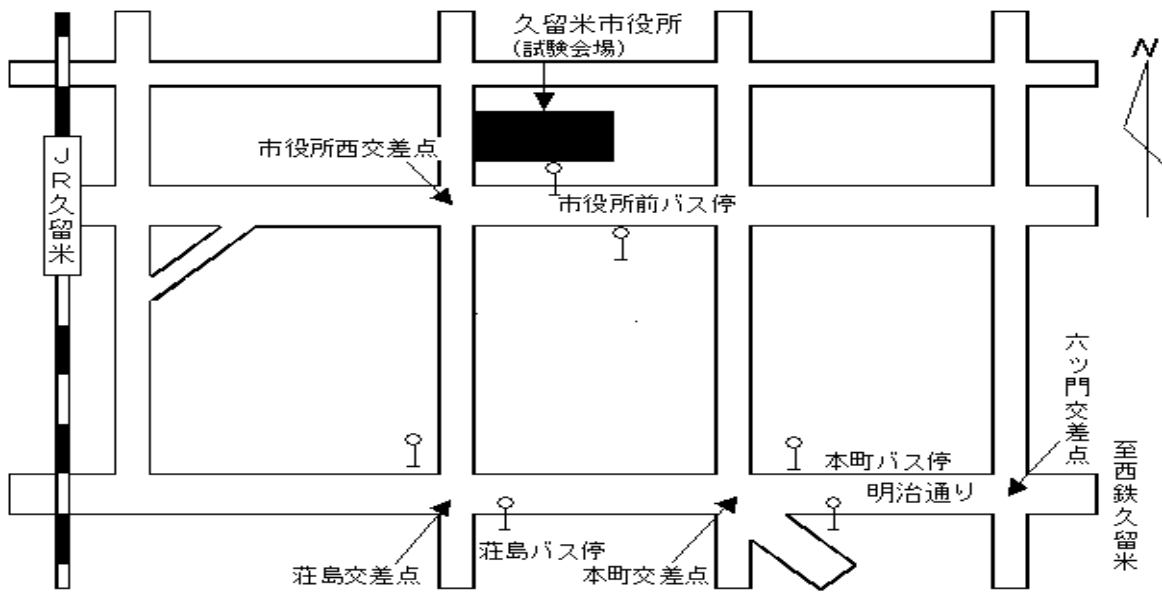 久留米市役所
(試験会場)
N
市役所西交差点
JR久留米
市役所前バス停
六ツ門交差点
本町バス停
明治通り
至西鉄久留米
荘島バス停
荘島交差点
本町交差点